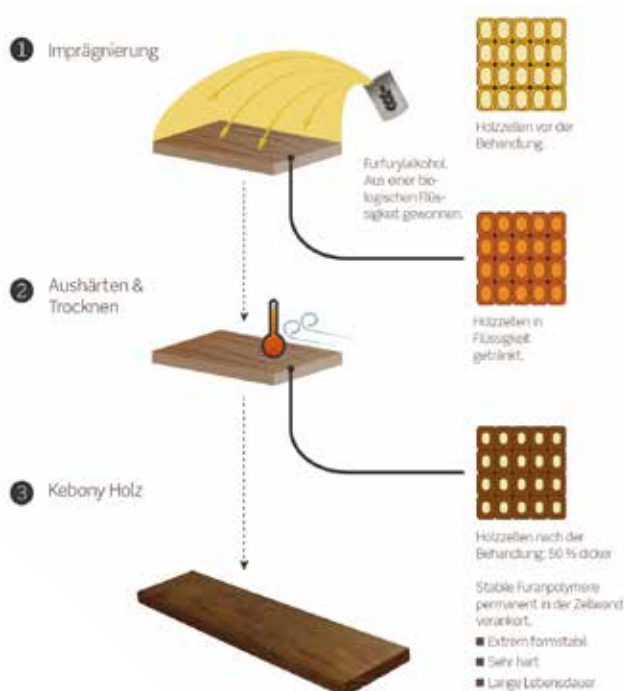 1 Imprägnierung
Holzzellen vor der
Behandlung.
Furfurylalkohol.
Aus einer bio-
logischen Flüs-
sigkeit gewonnen.
2 Aushärten &
Trocknen
Holzzellen in
Flüssigkeit
getränkt.
3 Kebony Holz
Holzzellen nach der
Behandlung: 50 % dicker
Stabile Furanpolymere
permanent in der Zellwand
verankert.
■ Extrem formstabil
■ Sehr hart
■ Lange Lebensdauer